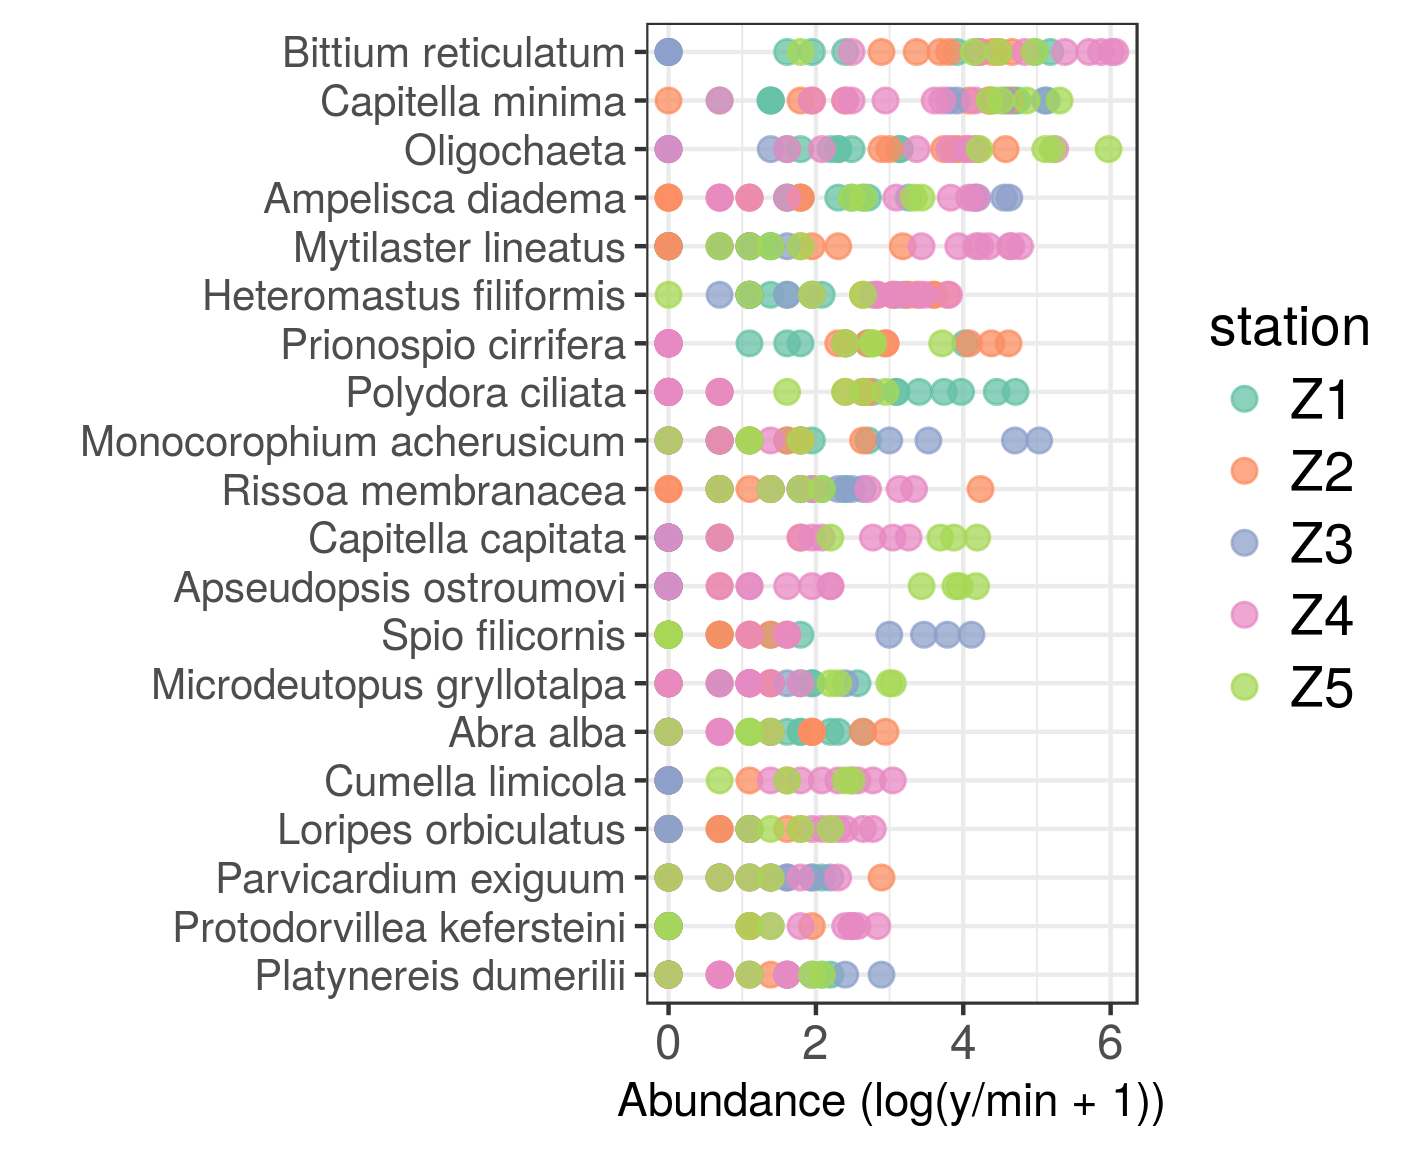 Bittium reticulatum
Capitella minima
Oligochaeta
Ampelisca diadema
Mytilaster lineatus
Heteromastus filiformis
Prionospio cirrifera
Polydora ciliata
Monocorophium acherusicum
Rissoa membranacea
Capitella capitata
Apseudopsis ostroumovi
Spio filicornis
Microdeutopus gryllotalpa
Abra alba
Cumella limicola
Loripes orbiculatus
Parvicardium exiguum
Protodorvillea kefersteini
Platynereis dumerilii
0 2 4 6
Abundance (log(y/min + 1))
station
Z1
Z2
Z3
Z4
Z5